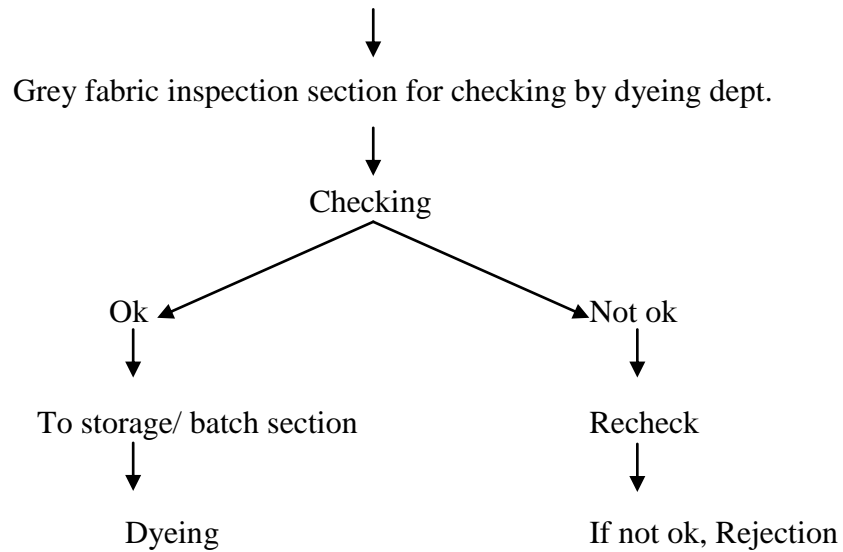 Grey fabric inspection section for checking by dyeing dept.
Checking
Ok
Not ok
To storage/ batch section
Recheck
Dyeing
If not ok, Rejection